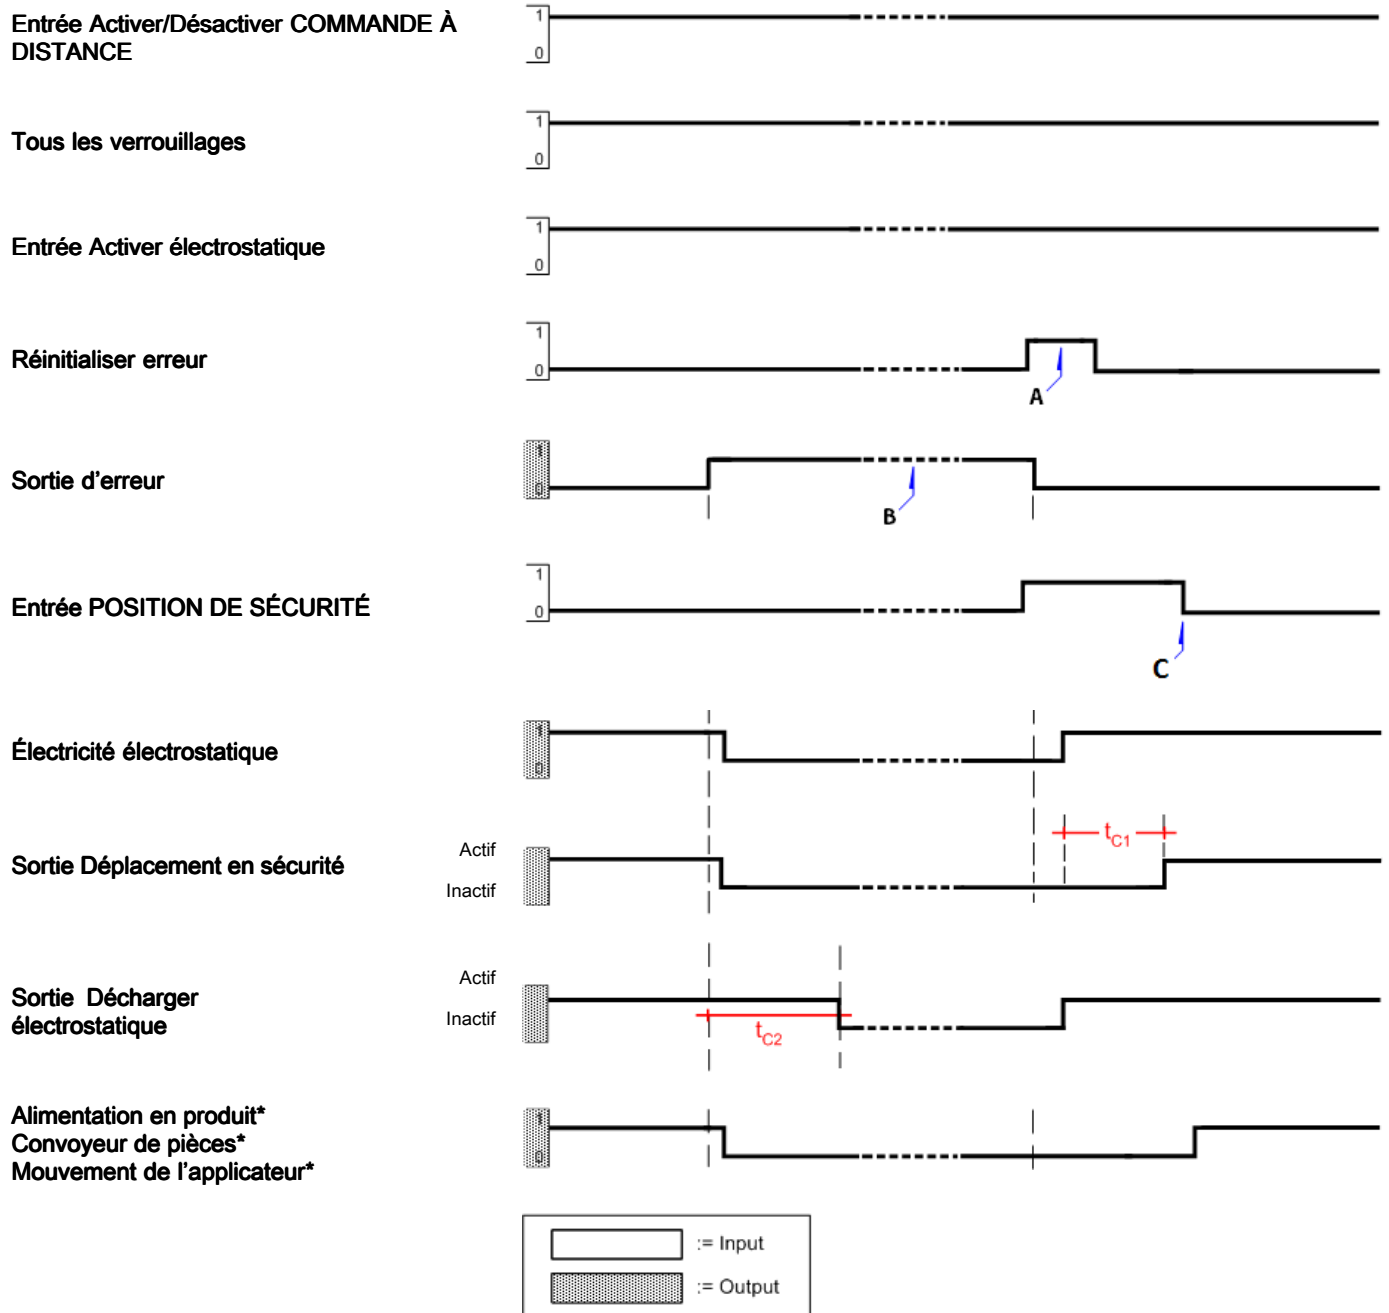 Entrée Activer/Désactiver COMMANDE À
DISTANCE
1
0
Tous les verrouillages
1
0
Entrée Activer électrostatique
1
0
Réinitialiser erreur
1
0
A
Sortie d'erreur
1
0
B
Entrée POSITION DE SÉCURITÉ
1
0
C
Électricité électrostatique
1
0
Sortie Déplacement en sécurité
Actif
Inactif
tC1
Sortie Décharger
électrostatique
Actif
Inactif
tC2
Alimentation en produit*
Convoyeur de pièces*
Mouvement de l'applicateur*
1
0
:= Input
:= Output